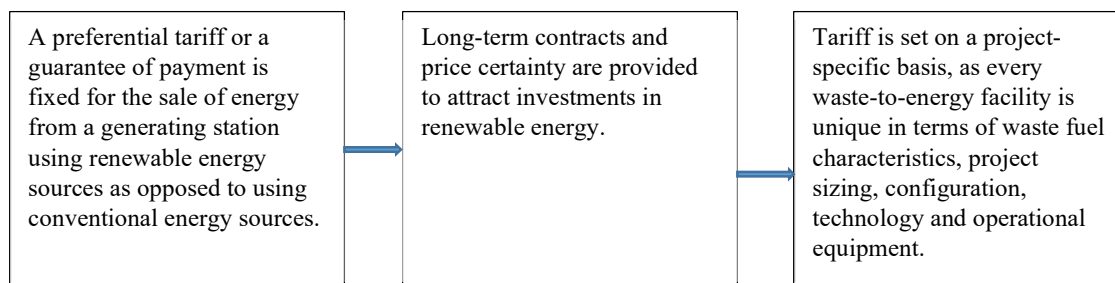 A preferential tariff or a
guarantee of payment is
fixed for the sale of energy
from a generating station
using renewable energy
sources as opposed to using
conventional energy sources.
Long-term contracts and
price certainty are provided
to attract investments in
renewable energy.
Tariff is set on a project-
specific basis, as every
waste-to-energy facility is
unique in terms of waste fuel
characteristics, project
sizing, configuration,
technology and operational
equipment.